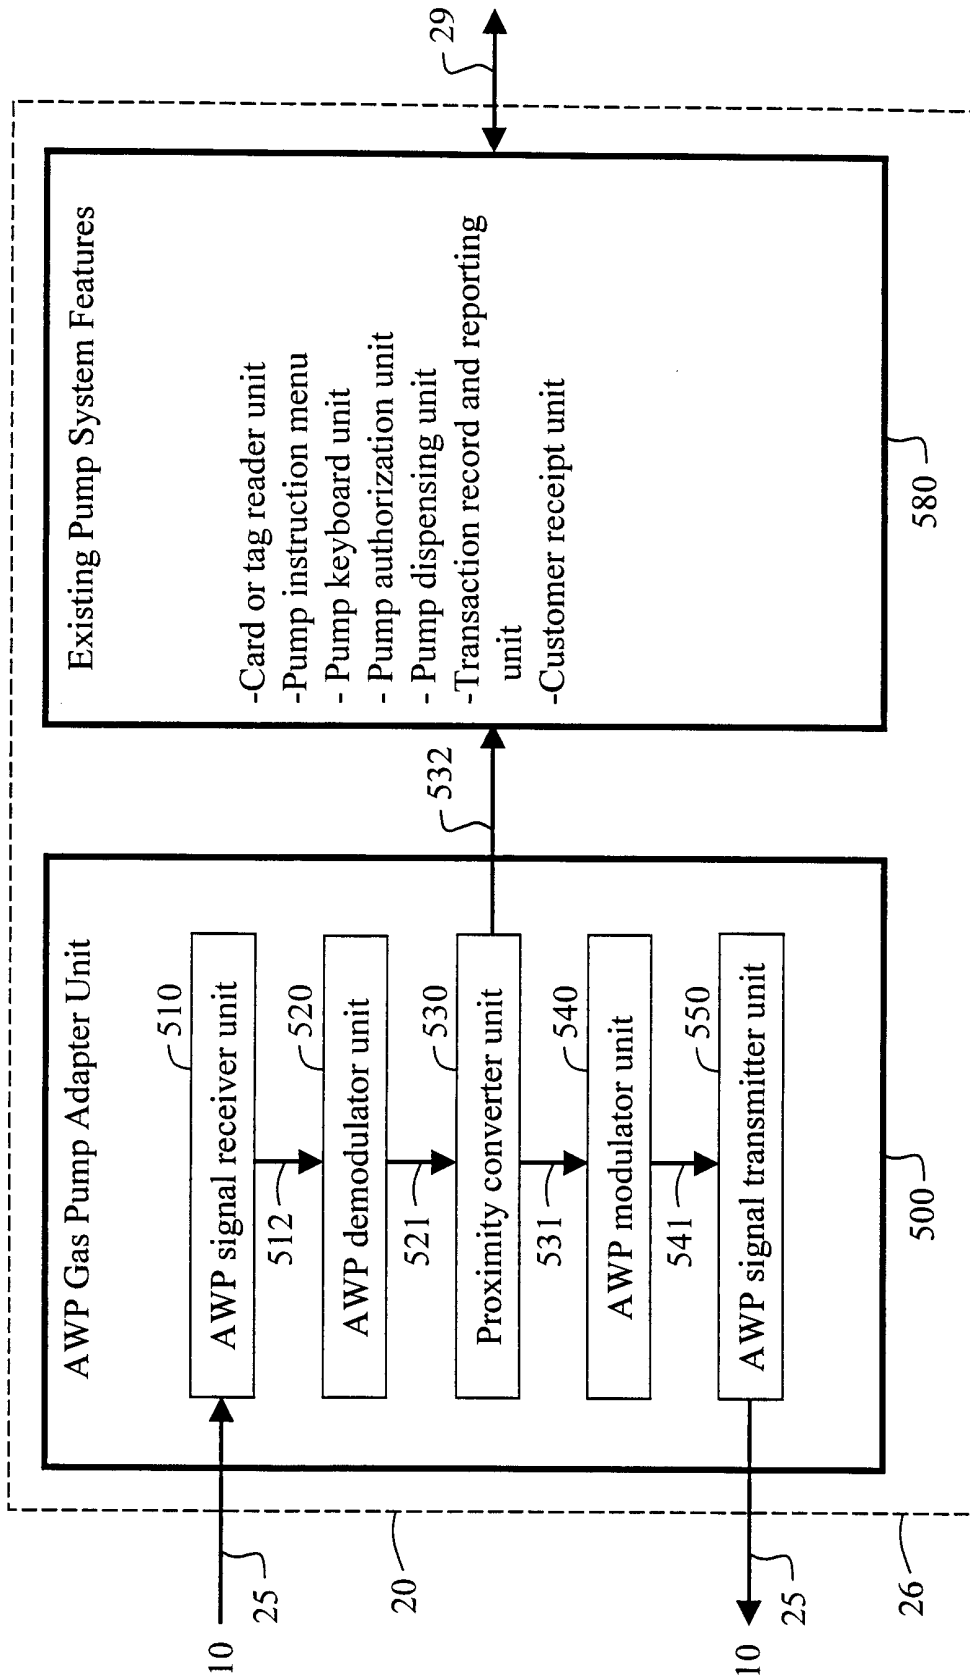 AWP Gas Pump Adapter Unit
510
AWP signal receiver unit
512
520
AWP demodulator unit
521
530
Proximity converter unit
531
540
AWP modulator unit
541
550
AWP signal transmitter unit
500
10
25
10
25
20
26
532
Existing Pump System Features
-Card or tag reader unit
-Pump instruction menu
- Pump keyboard unit
- Pump authorization unit
- Pump dispensing unit
-Transaction record and reporting
unit
-Customer receipt unit
580
29